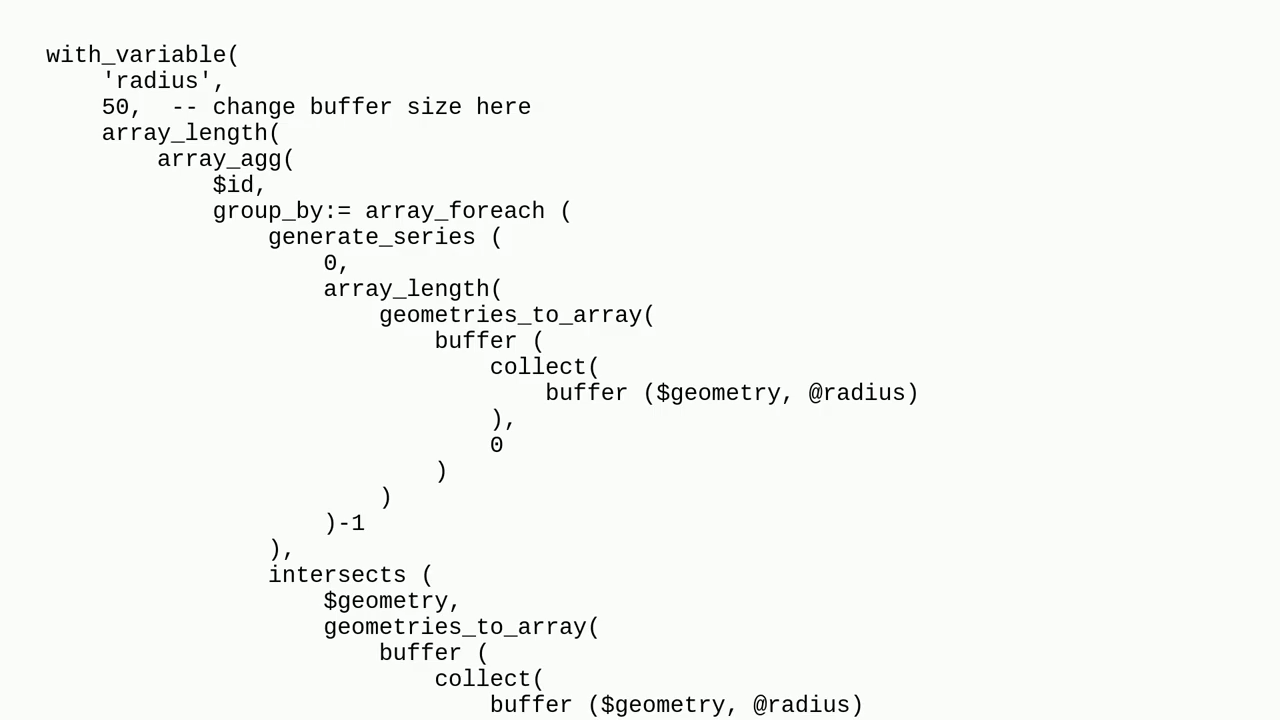 with_variable(
    'radius',
    50,  -- change buffer size here
    array_length(
        array_agg(
            $id,
            group_by:= array_foreach (
                generate_series (
                    0,
                    array_length(
                        geometries_to_array(
                            buffer (
                                collect(
                                    buffer ($geometry, @radius)
                                ),
                                0
                            )
                        )
                    )-1
                ),
                intersects (
                    $geometry,
                    geometries_to_array(
                        buffer (
                            collect(
                                buffer ($geometry, @radius)